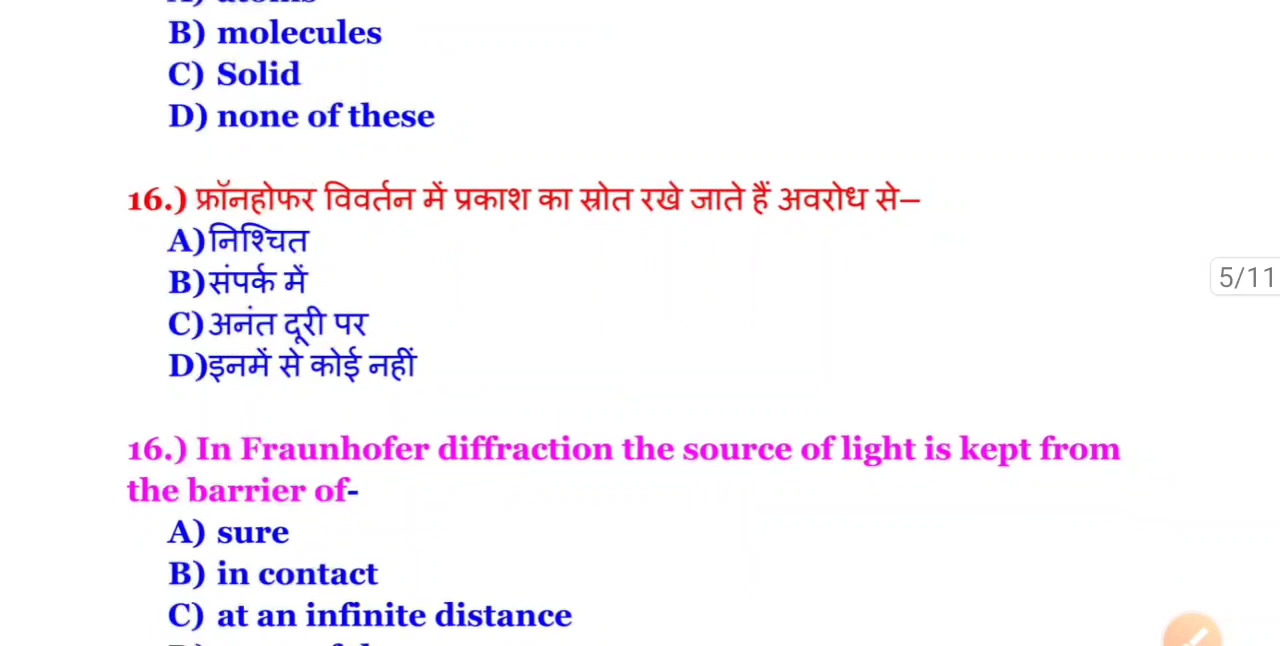 B) molecules
C) Solid
D) none of these
16.) फ्रॉनहोफर विवर्तन में प्रकाश का स्रोत रखे जाते हैं अवरोध से–
A)निश्चित
B)संपर्क में
C)अनंत दूरी पर
D)इनमें से कोई नहीं
5/11
16.) In Fraunhofer diffraction the source of light is kept from
the barrier of-
A) sure
B) in contact
C) at an infinite distance